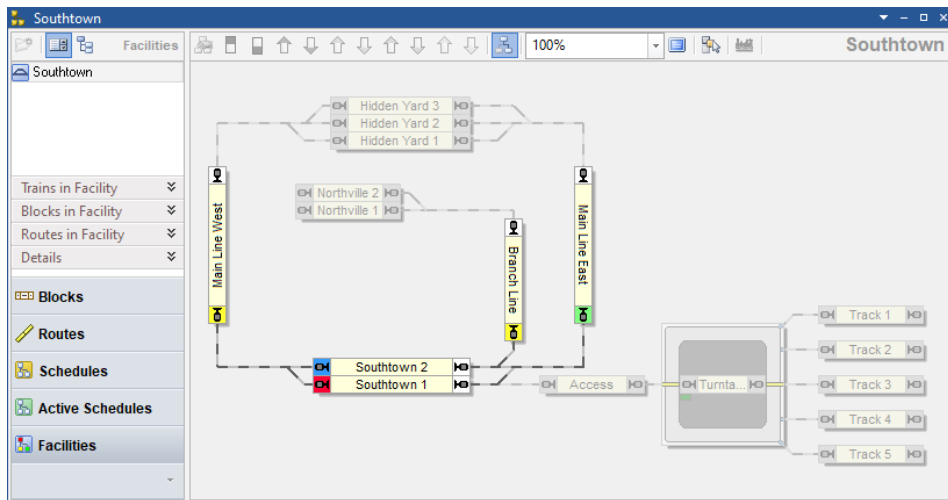 Southtown
Facilities
100%
Southtown
Southtown
Trains in Facility
Blocks in Facility
Routes in Facility
Details
Blocks
Routes
Schedules
Active Schedules
Facilities
Hidden Yard 3
Hidden Yard 2
Hidden Yard 1
Main Line West
Northville 2
Northville 1
Branch Line
Main Line East
Southtown 2
Southtown 1
Access
Turnta...
Track 1
Track 2
Track 3
Track 4
Track 5